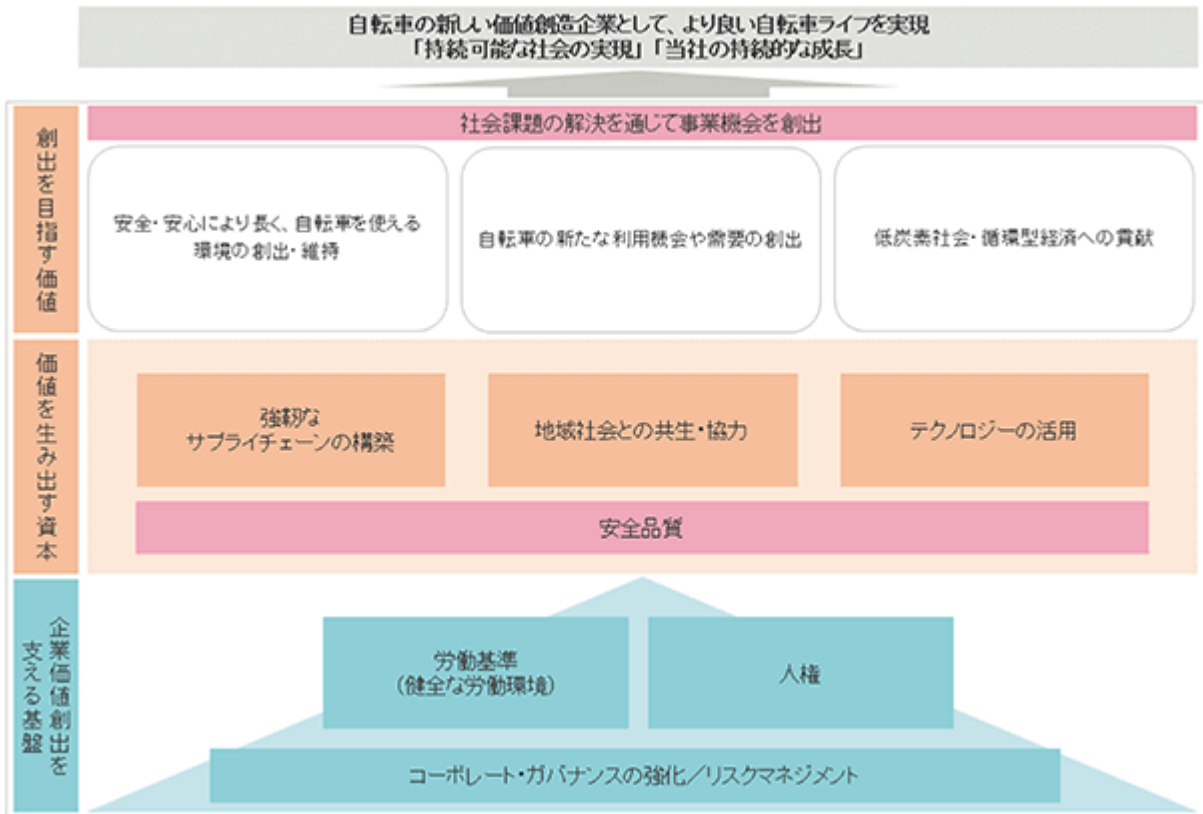 自転車の新しい価値創造企業として、より良い自転車ライフを実現
「持続可能な社会の実現」「当社の持続的な成長」
創出を目指す価値
社会課題の解決を通じて事業機会を創出
安全・安心により長く、自転車を使える
環境の創出・維持
自転車の新たな利用機会や需要の創出
低炭素社会・循環型経済への貢献
価値を生み出す資本
強靭な
サプライチェーンの構築
地域社会との共生・協力
テクノロジーの活用
安全品質
企業価値創出を
支える基盤
労働基準
(健全な労働環境)
人権
コーポレート・ガバナンスの強化／リスクマネジメント